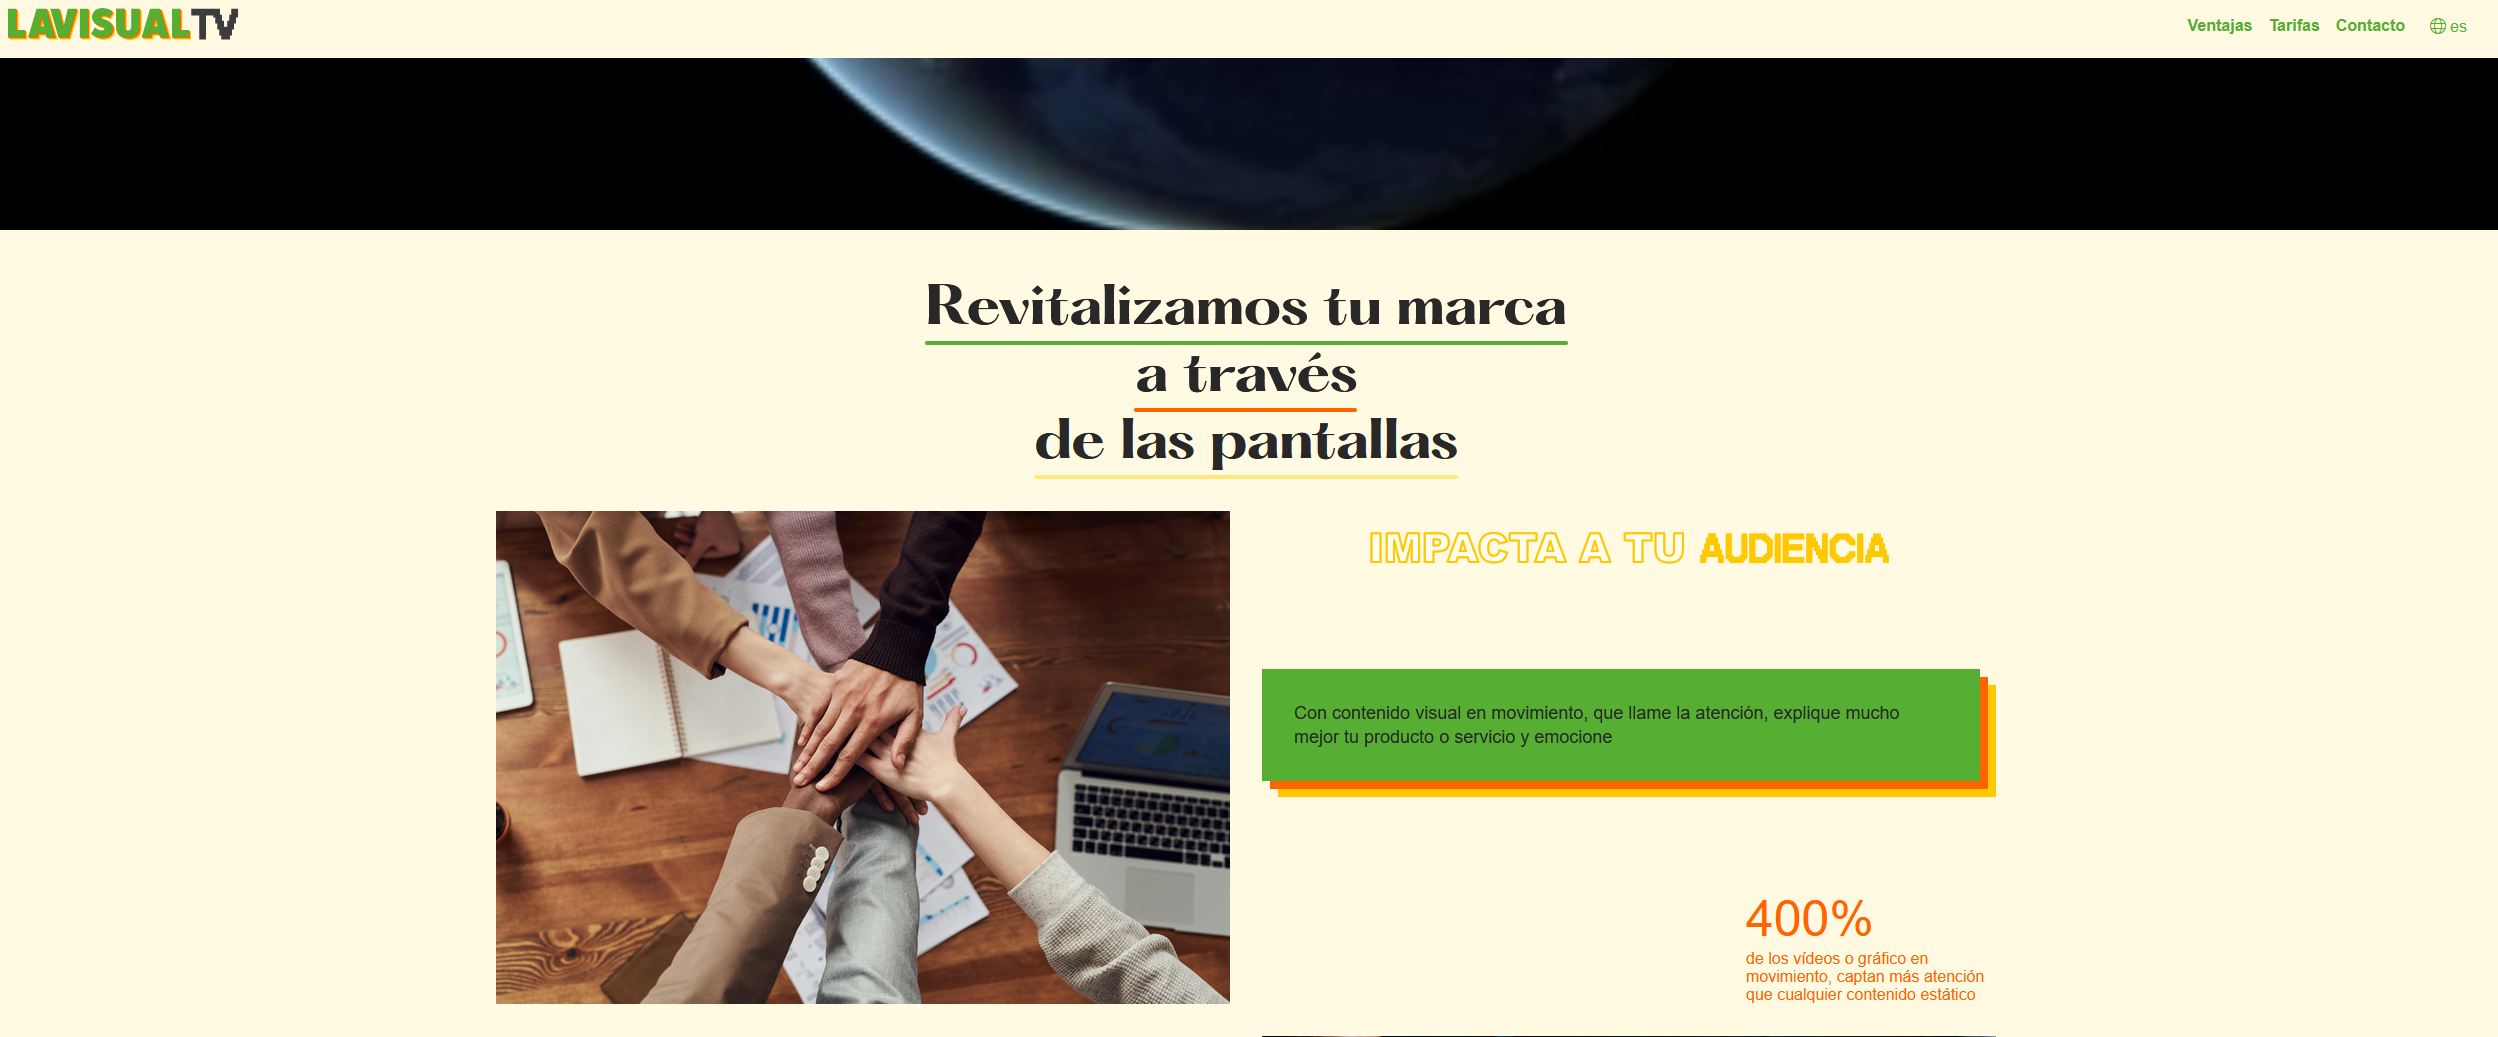 LAVISUALTV
Ventajas Tarifas Contacto es
Revitalizamos tu marca
a través
de las pantallas
IMPACTA A TU AUDIENCIA
Con contenido visual en movimiento, que llame la atención, explique mucho
mejor tu producto o servicio y emocione
400%
de los vídeos o gráfico en
movimiento, captan más atención
que cualquier contenido estático